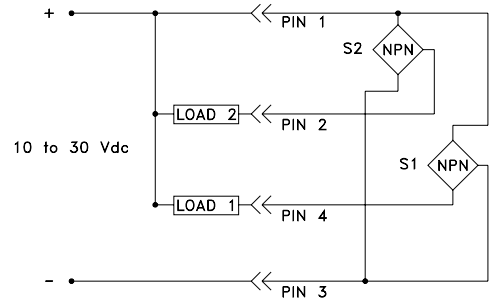 +
PIN 1
S2
NPN
LOAD 2
PIN 2
10 to 30 Vdc
S1
NPN
LOAD 1
PIN 4
-
PIN 3